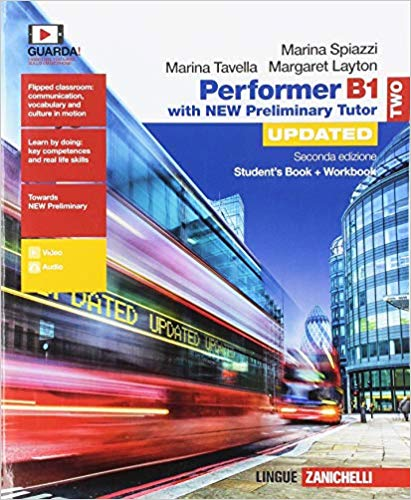 GUARDA!
Flipped classroom:
communication,
vocabulary and
culture in motion
Learn by doing:
key competences
and real life skills
Towards
NEW Preliminary
Video
Audio
Marina Spiazzi
Marina Tavella Margaret Layton
Performer B1
TWO
with NEW Preliminary Tutor
UPDATED
Seconda edizione
Student's Book + Workbook
UPDATED UPDATED UPDATED
LINGUE ZANICHELLI